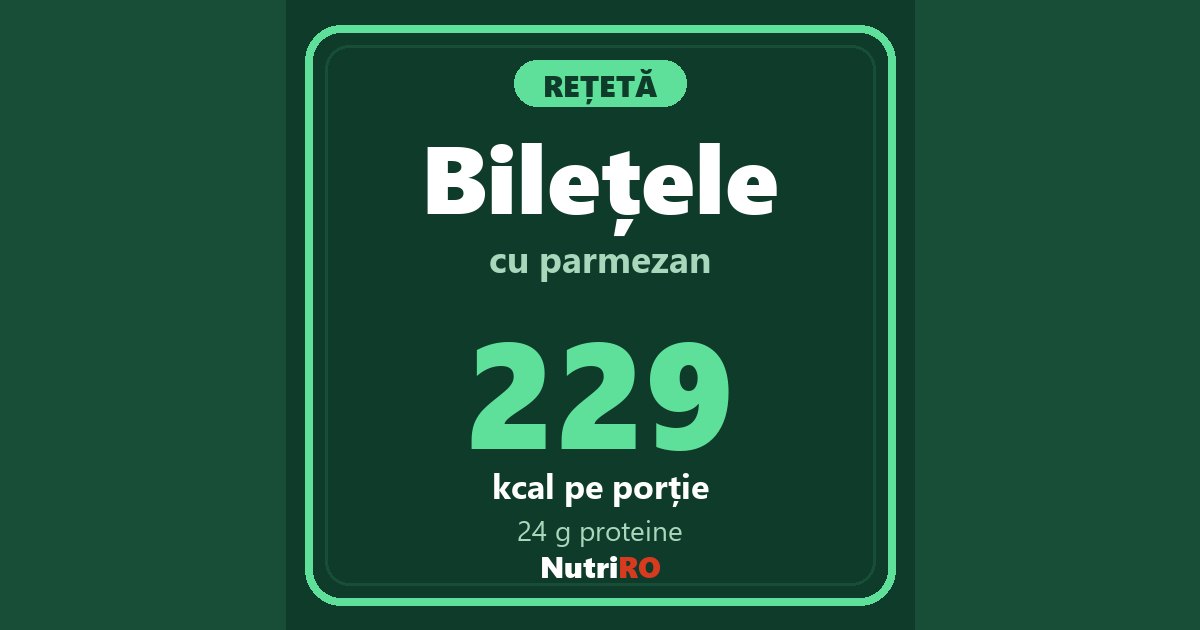 REȚETĂ
Bilețele
cu parmezan
229
kcal pe porție
24 g proteine
NutriRO